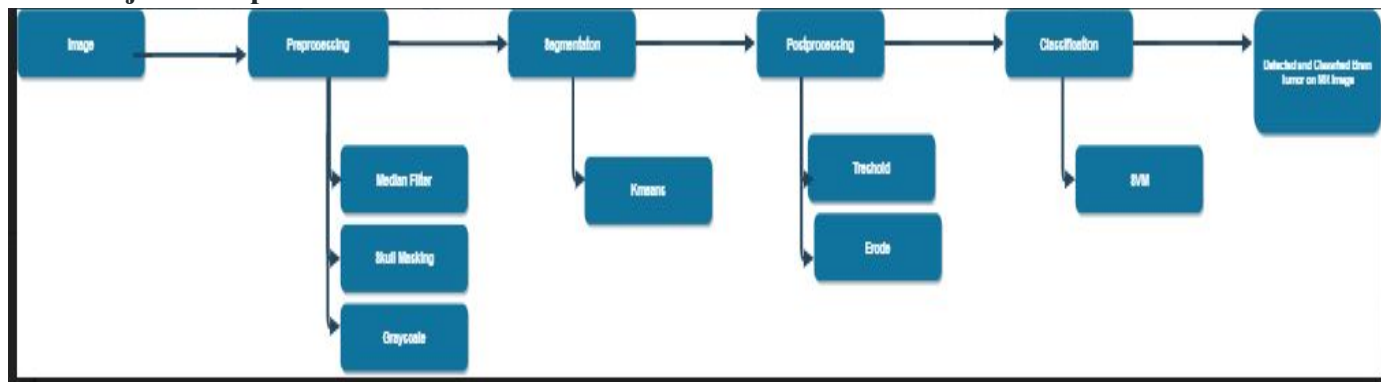 Image
Preprocessing
Segmentation
Postprocessing
Classification
Detected and Classified Brain
tumor on MR Image
Median Filter
Skull Masking
Grayscale
Kmeans
Treshold
Erode
SVM